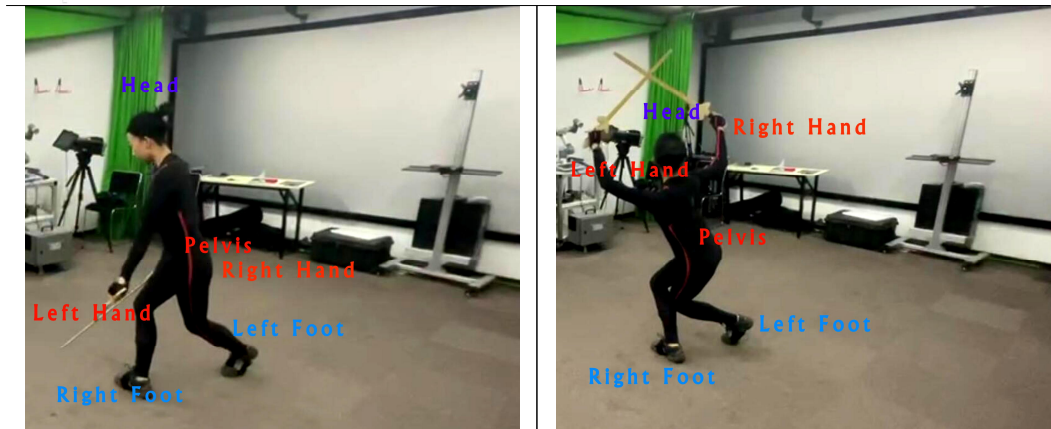 Head
Pelvis
Right Hand
Left Hand
Left Foot
Right Foot
Head
Right Hand
Left Hand
Pelvis
Left Foot
Right Foot